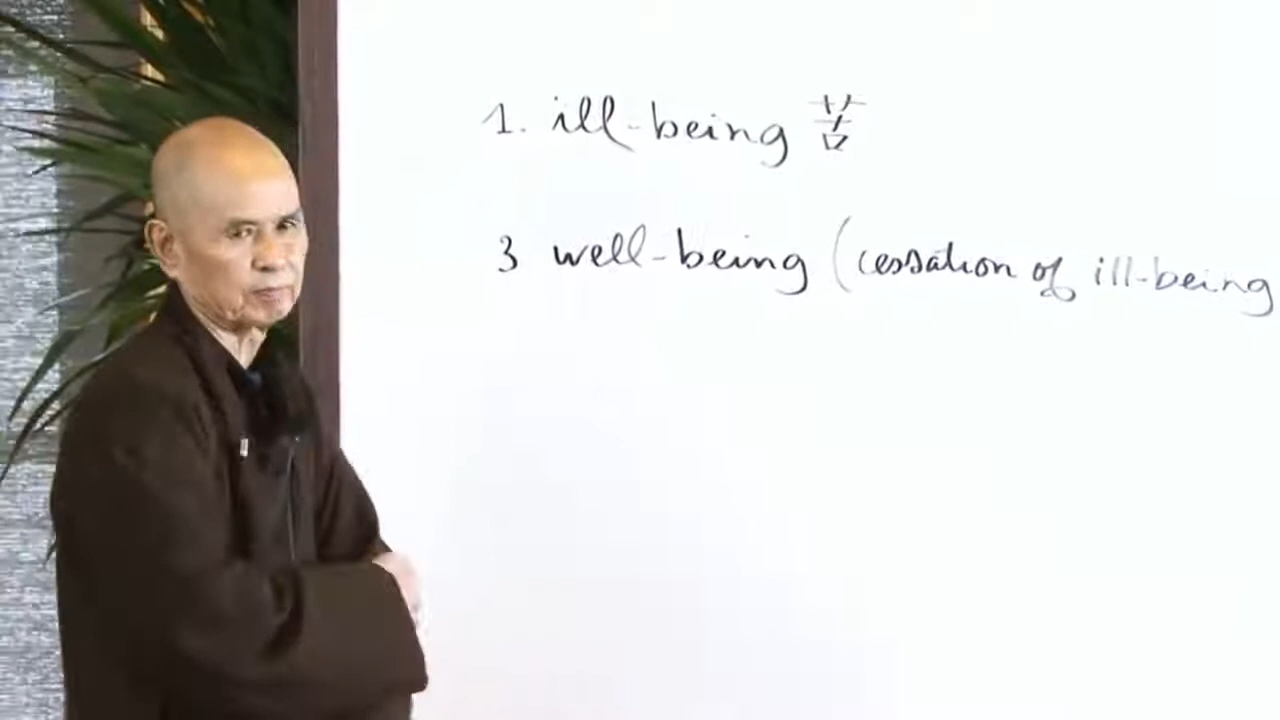 1. ill-being 苦
3 well-being (cessation of ill-being